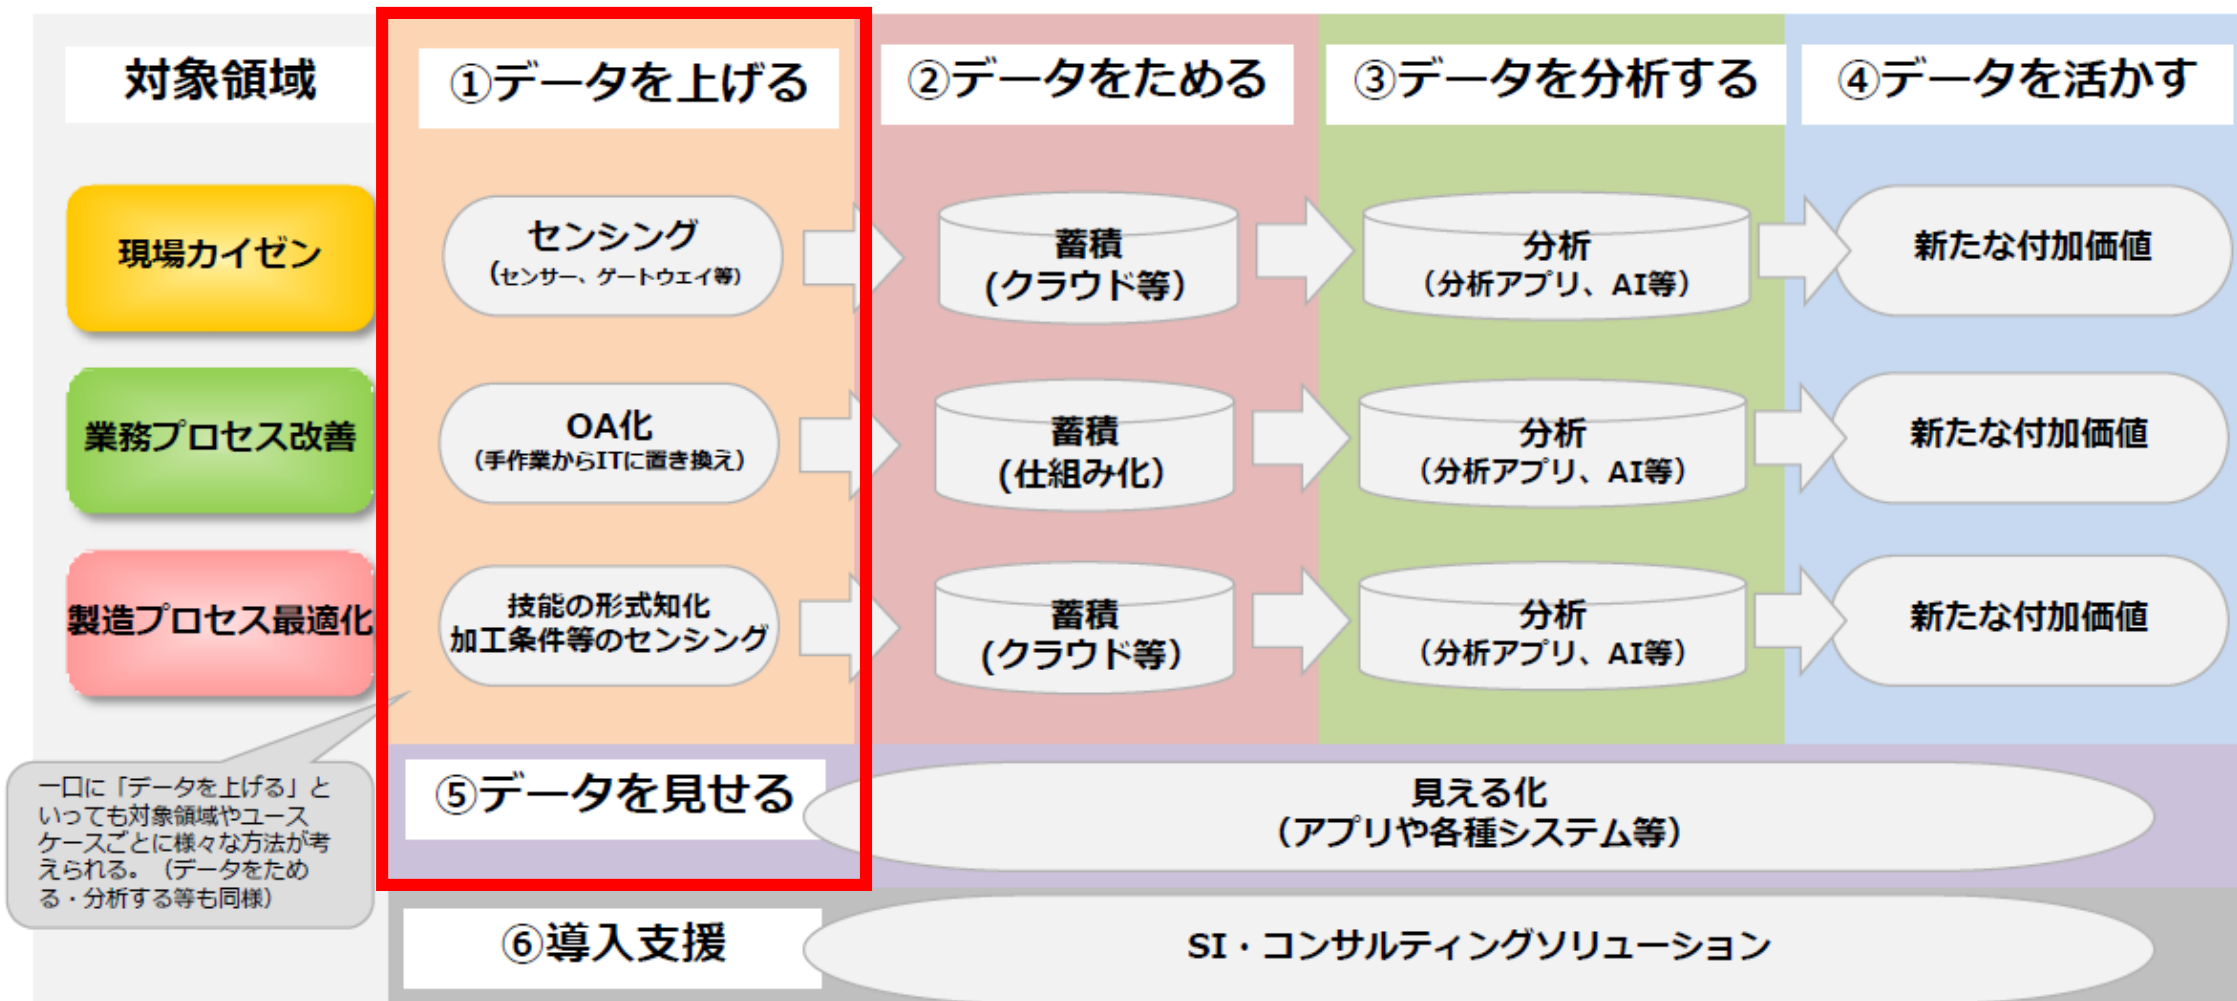 対象領域
①データを上げる
②データをためる
③データを分析する
④データを活かす
現場カイゼン
センシング
（センサー、ゲートウェイ等）
蓄積
(クラウド等）
分析
（分析アプリ、AI等）
新たな付加価値
業務プロセス改善
OA化
（手作業からITに置き換え）
蓄積
(仕組み化）
分析
（分析アプリ、AI等）
新たな付加価値
製造プロセス最適化
技能の形式知化
加工条件等のセンシング
蓄積
(クラウド等）
分析
（分析アプリ、AI等）
新たな付加価値
一口に「データを上げる」と
いっても対象領域やユース
ケースごとに様々な方法が考
えられる。（データをため
る・分析する等も同様）
⑤データを見せる
見える化
（アプリや各種システム等）
⑥導入支援
SI・コンサルティングソリューション